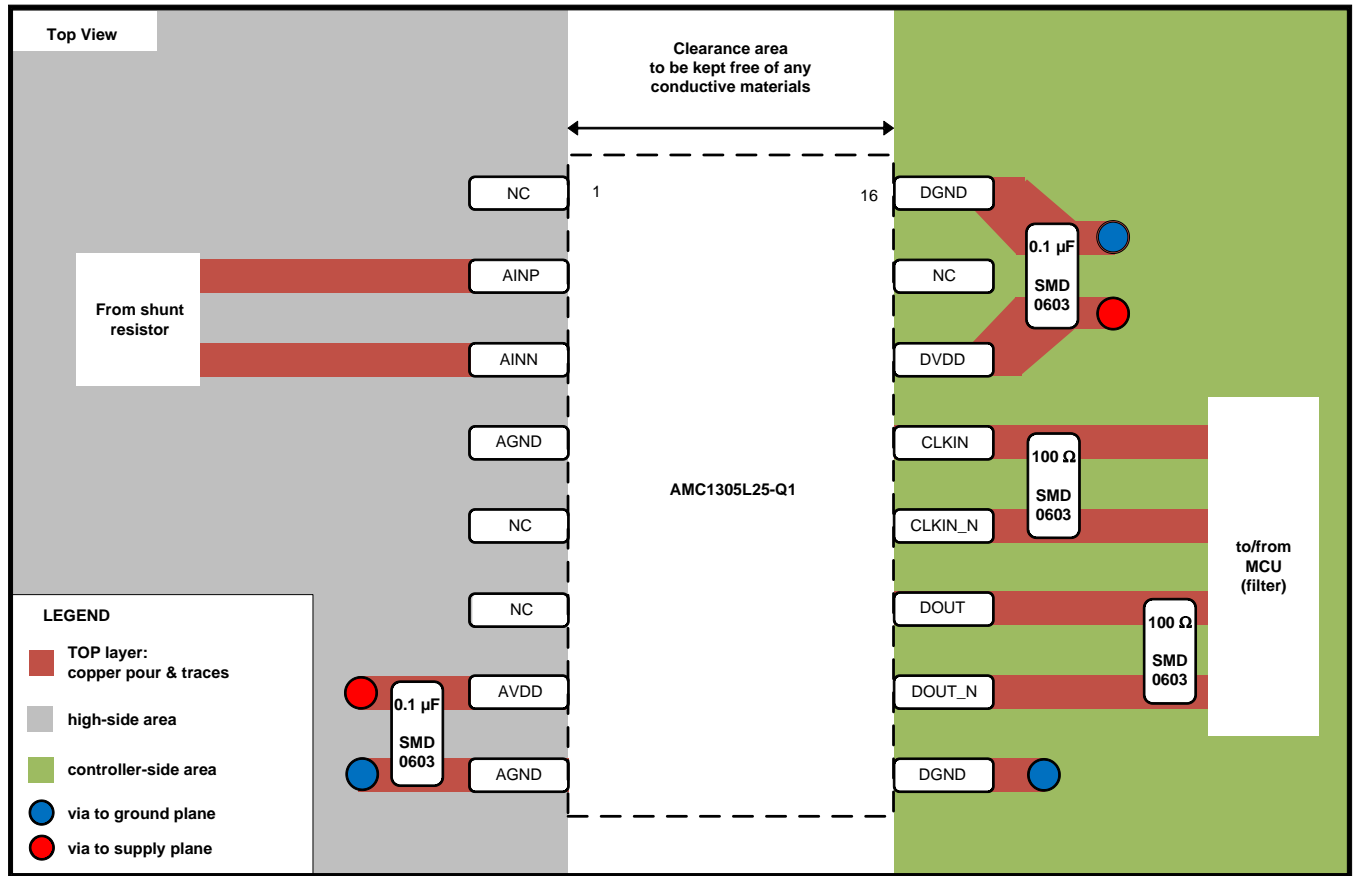 Top View
Clearance area
to be kept free of any
conductive materials
NC
1
16
DGND
AINP
NC
0.1 µF
SMD
0603
From shunt
resistor
AINN
DVDD
AGND
CLKIN
100 Ω
SMD
0603
AMC1305L25-Q1
NC
CLKIN_N
to/from
MCU
(filter)
NC
DOUT
100 Ω
SMD
0603
AVDD
DOUT_N
0.1 µF
SMD
0603
AGND
DGND
LEGEND
TOP layer:
copper pour & traces
high-side area
controller-side area
via to ground plane
via to supply plane